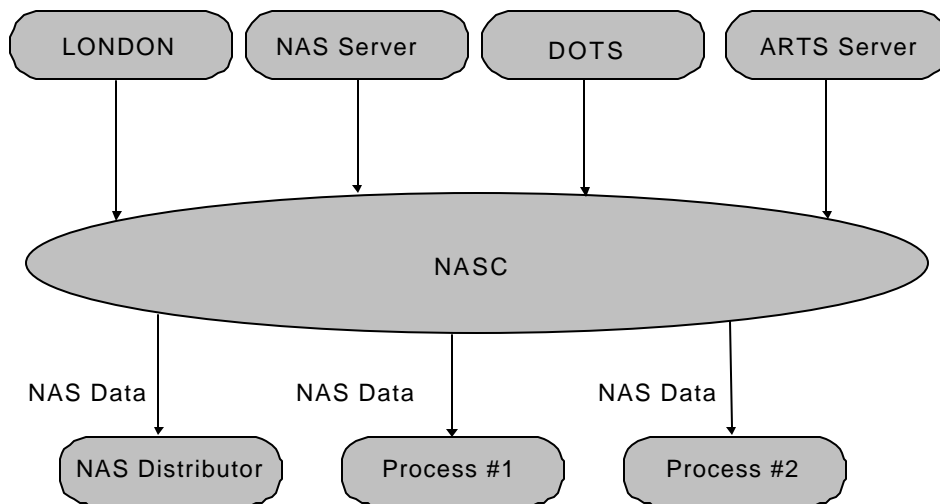 LONDON
NAS Server
DOTS
ARTS Server
NASC
NAS Data
NAS Data
NAS Data
NAS Distributor
Process #1
Process #2